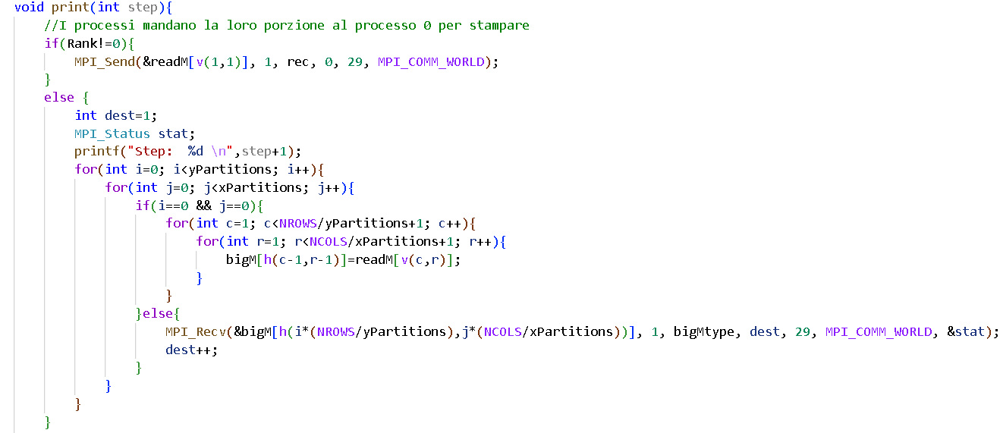 void print(int step){
    //I processi mandano la loro porzione al processo 0 per stampare
    if(Rank!=0){
        MPI_Send(&readM[v(1,1)], 1, rec, 0, 29, MPI_COMM_WORLD);
    }
    else {
        int dest=1;
        MPI_Status stat;
        printf("Step:  %d \n",step+1);
        for(int i=0; i<yPartitions; i++){
            for(int j=0; j<xPartitions; j++){
                if(i==0 && j==0){
                    for(int c=1; c<NROWS/yPartitions+1; c++){
                        for(int r=1; r<NCOLS/xPartitions+1; r++){
                            bigM[h(c-1,r-1)]=readM[v(c,r)];
                        }
                    }
                }else{
                    MPI_Recv(&bigM[h(i*(NROWS/yPartitions),j*(NCOLS/xPartitions))], 1, bigMtype, dest, 29, MPI_COMM_WORLD, &stat);
                    dest++;
                }
            }
        }
    }